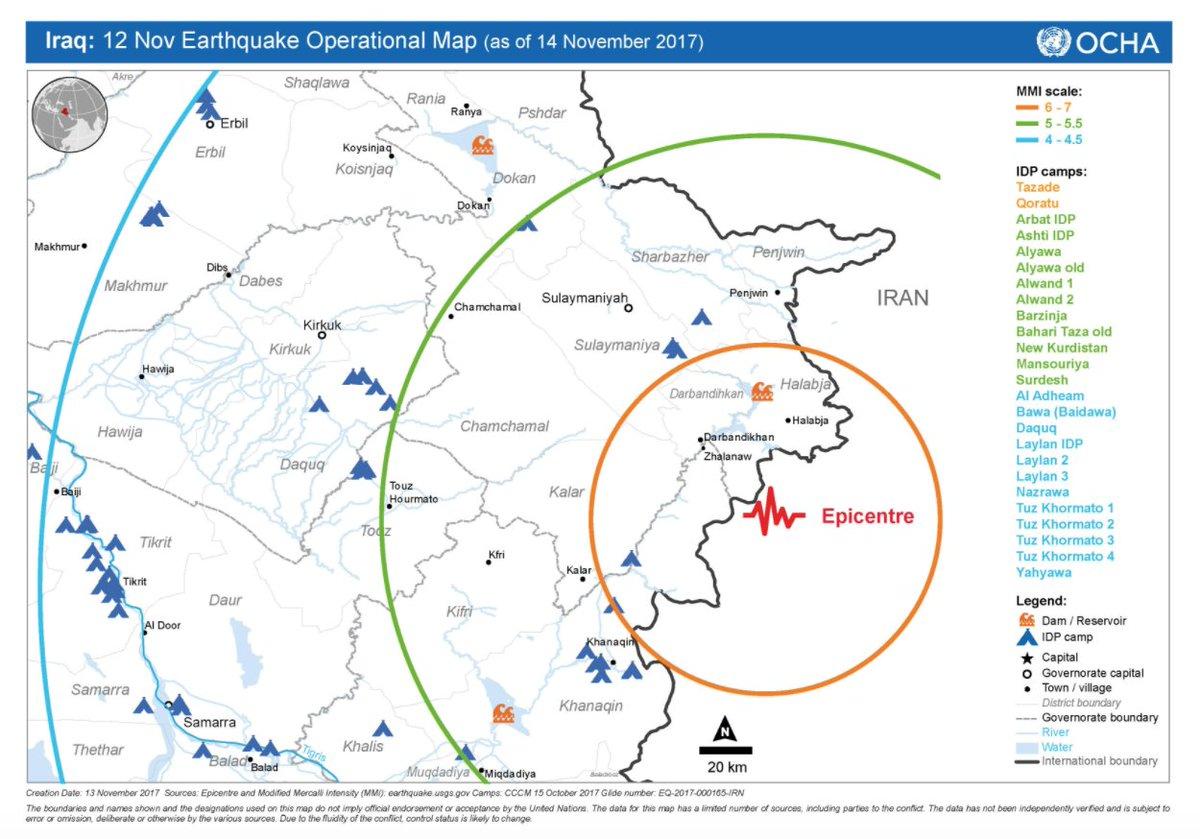 Iraq: 12 Nov Earthquake Operational Map (as of 14 November 2017)
OCHA
Akre
Shaqlawa
Rania
Ranya
Pshdar
Erbil
Erbil
Koysinjaq
Koisnjaq
Dokan
Dokan
Makhmur
Makhmur
Dibs
Dabes
Sharbazher
Penjwin
Penjwin
IRAN
Sulaymaniyah
Chamchamal
Kirkuk
Kirkuk
Sulaymaniya
Hawija
Darbandihkan
Halabja
Halabja
Hawija
Chamchamal
Darbandikhan
Zhalanaw
Baiji
Daquq
Baiji
Touz
Hourmato
Kalar
Epicentre
Tooz
Tikrit
Kfri
Kalar
Tikrit
Daur
Kifri
Al Door
Khanaqin
Samarra
Khanaqin
Samarra
Thethar
Khalis
Tigris
Balad
Balad
Muqdadiya
Miqdadiya
N
20 km
MMI scale:
6 - 7
5 - 5.5
4 - 4.5
IDP camps:
Tazade
Qoratu
Arbat IDP
Ashti IDP
Alyawa
Alyawa old
Alwand 1
Alwand 2
Barzinja
Bahari Taza old
New Kurdistan
Mansouriya
Surdesh
Al Adheam
Bawa (Baidawa)
Daquq
Laylan IDP
Laylan 2
Laylan 3
Nazrawa
Tuz Khormato 1
Tuz Khormato 2
Tuz Khormato 3
Tuz Khormato 4
Yahyawa
Legend:
Dam / Reservoir
IDP camp
Capital
Governorate capital
Town / village
District boundary
Governorate boundary
River
Water
International boundary
Creation Date: 13 November 2017 Sources: Epicentre and Modified Mercalli Intensity (MMI): earthquake.usgs.gov Camps: CCCM 15 October 2017 Glide number: EQ-2017-000165-IRN
The boundaries and names shown and the designations used on this map do not imply official endorsement or acceptance by the United Nations. The data for this map has a limited number of sources, including parties to the conflict. The data has not been independently verified and is subject to
error or omission, deliberate or otherwise by the various sources. Due to the fluidity of the conflict, control status is likely to change.